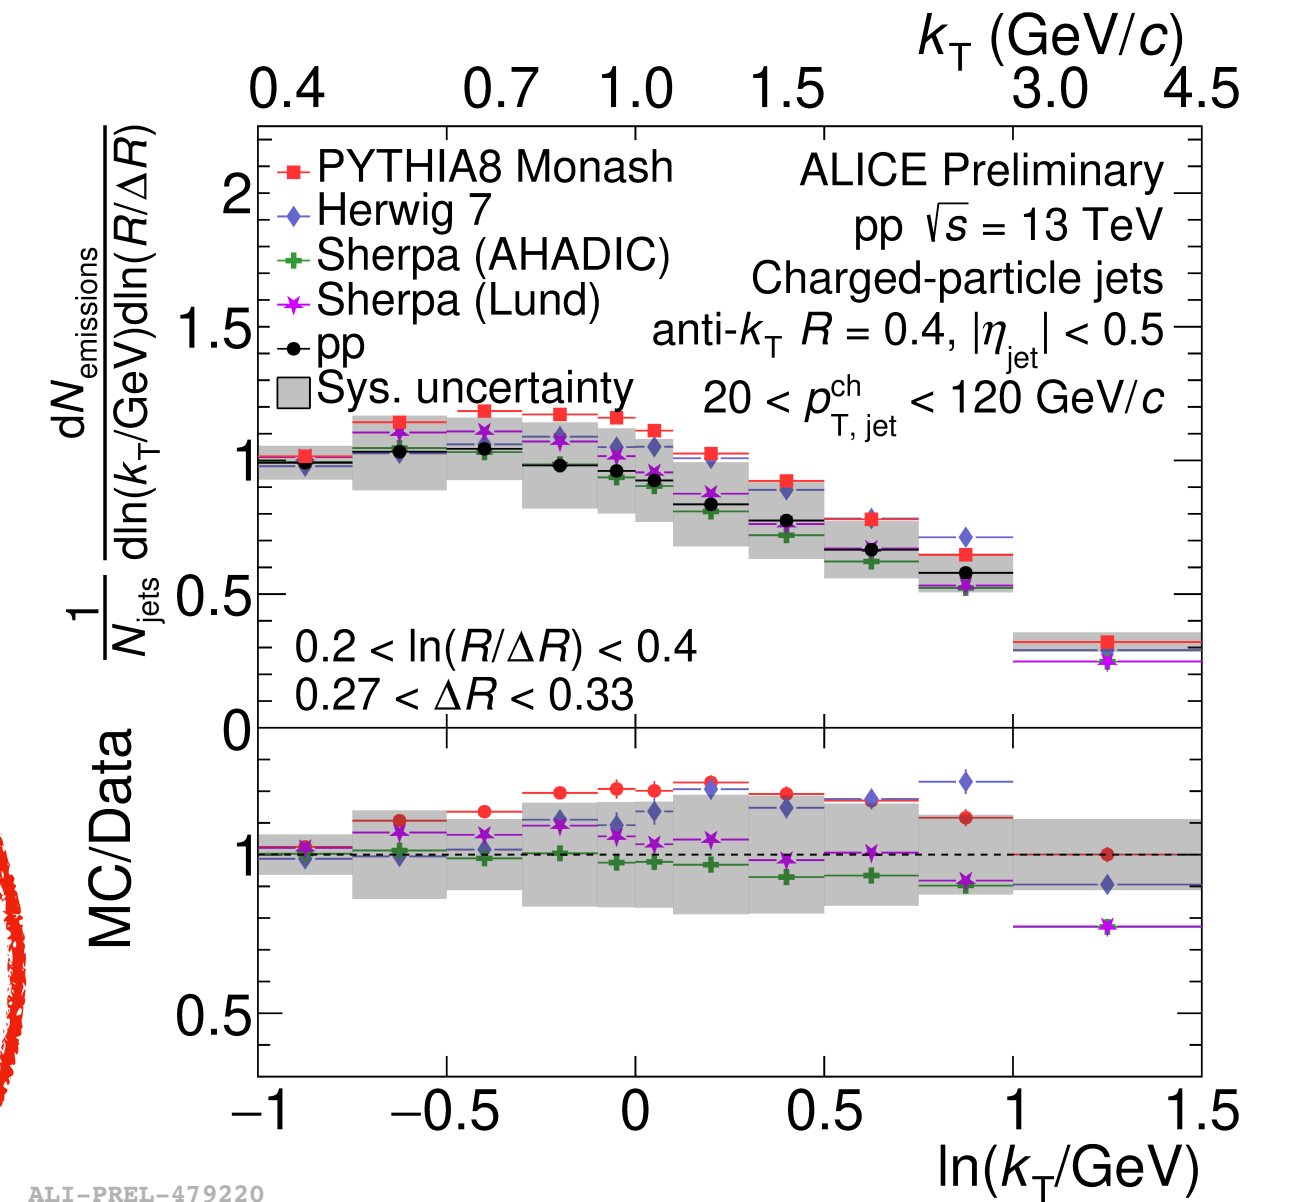 k_T (GeV/c)
0.4 0.7 1.0 1.5 3.0 4.5
1/N_jets dN_emissions/dln(k_T/GeV)dln(R/ΔR)
2
1.5
1
0.5
0
PYTHIA8 Monash
Herwig 7
Sherpa (AHADIC)
Sherpa (Lund)
pp
Sys. uncertainty
ALICE Preliminary
pp √s = 13 TeV
Charged-particle jets
anti-k_T R = 0.4, |η_jet| < 0.5
20 < p_T, jet^ch < 120 GeV/c
0.2 < ln(R/ΔR) < 0.4
0.27 < ΔR < 0.33
MC/Data
1
0.5
−1 −0.5 0 0.5 1 1.5
ln(k_T/GeV)
ALI-PREL-479220